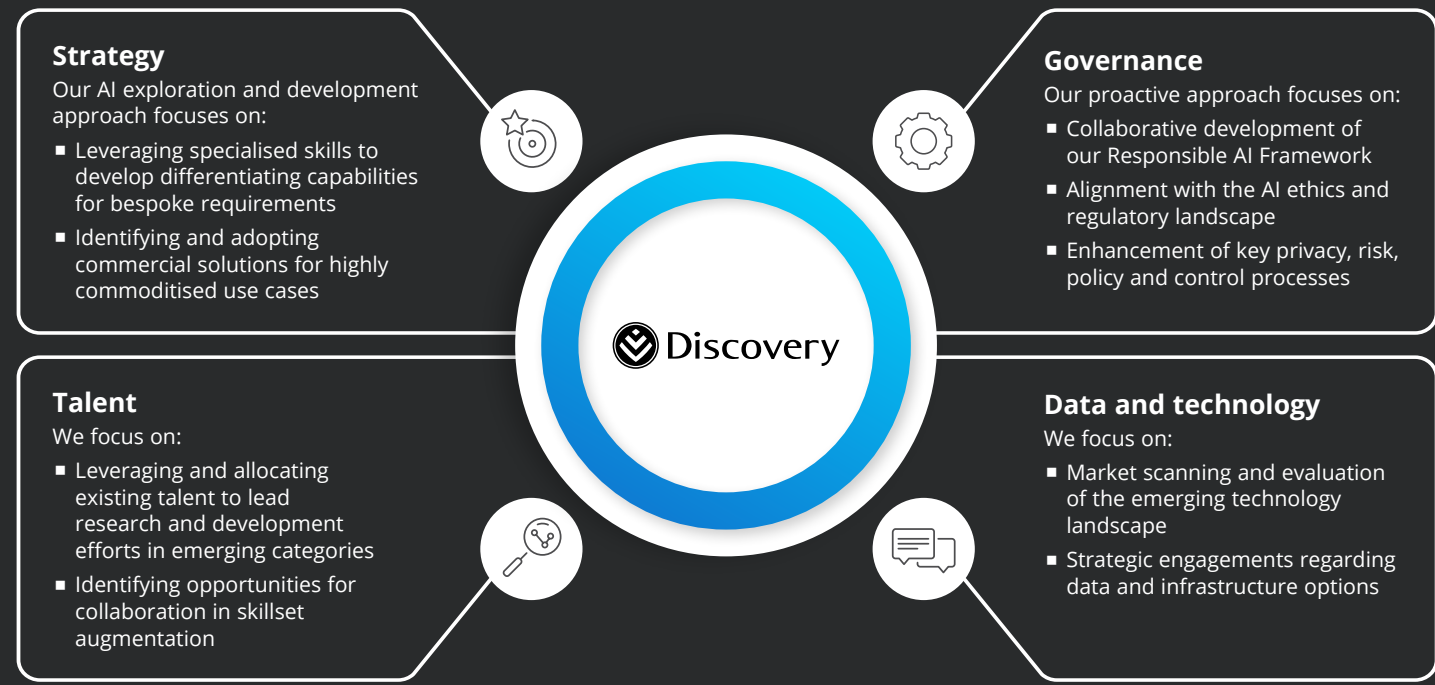 Strategy
Our AI exploration and development
approach focuses on:
▪ Leveraging specialised skills to
develop differentiating capabilities
for bespoke requirements
▪ Identifying and adopting
commercial solutions for highly
commoditised use cases
Governance
Our proactive approach focuses on:
▪ Collaborative development of
our Responsible AI Framework
▪ Alignment with the AI ethics and
regulatory landscape
▪ Enhancement of key privacy, risk,
policy and control processes
Discovery
Talent
We focus on:
▪ Leveraging and allocating
existing talent to lead
research and development
efforts in emerging categories
▪ Identifying opportunities for
collaboration in skillset
augmentation
Data and technology
We focus on:
▪ Market scanning and evaluation
of the emerging technology
landscape
▪ Strategic engagements regarding
data and infrastructure options